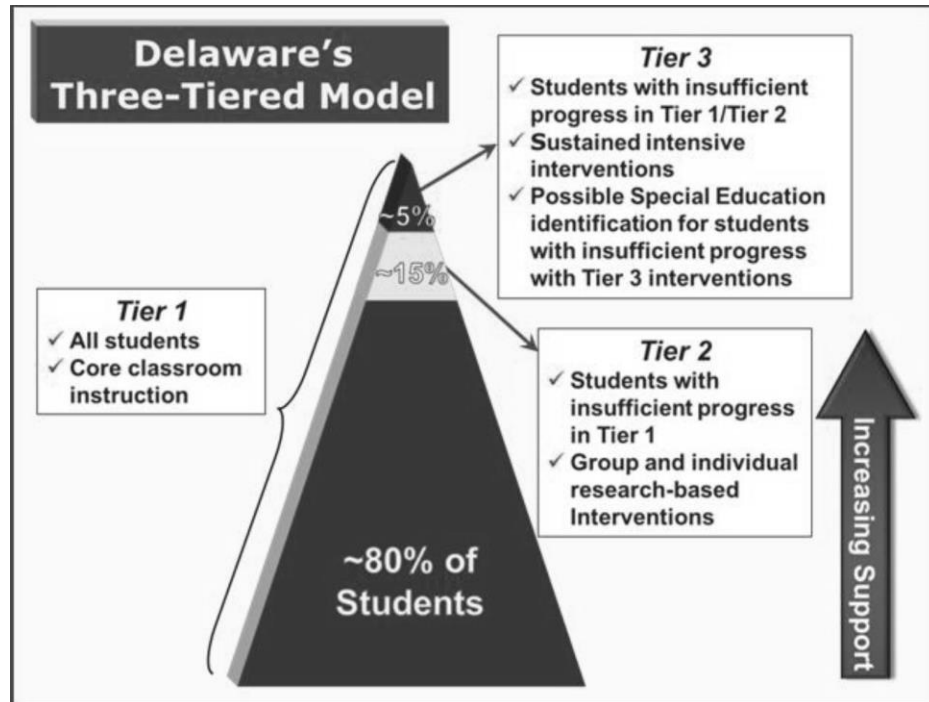 Delaware's
Three-Tiered Model
Tier 3
✓ Students with insufficient
progress in Tier 1/Tier 2
✓ Sustained intensive
interventions
✓ Possible Special Education
identification for students
with insufficient progress
with Tier 3 interventions
~5%
~15%
Tier 1
✓ All students
✓ Core classroom
instruction
Tier 2
✓ Students with
insufficient progress
in Tier 1
✓ Group and individual
research-based
Interventions
~80% of
Students
Increasing Support